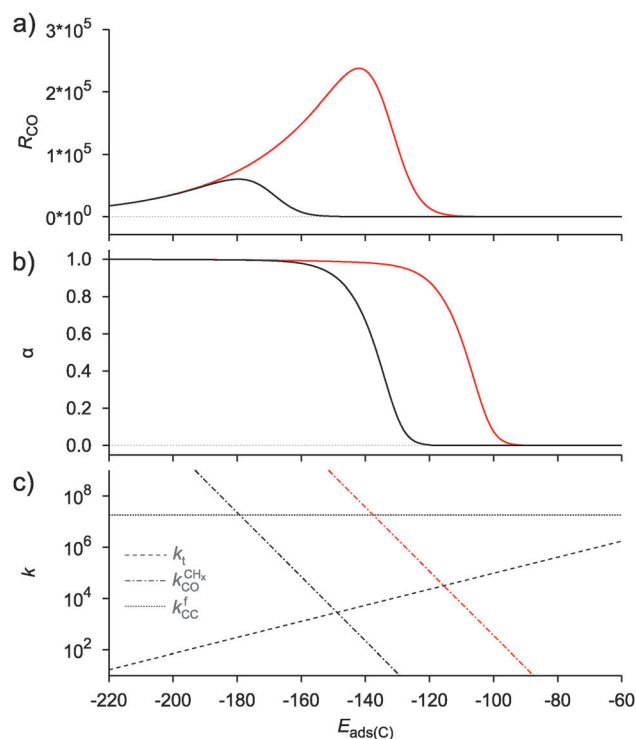 a)
R_CO
3*10^5
2*10^5
1*10^5
0*10^0
b)
α
1.0
0.8
0.6
0.4
0.2
0.0
c)
k
10^8
10^6
10^4
10^2
k_t
k_CO^CHx
k_CC^f
-220 -200 -180 -160 -140 -120 -100 -80 -60
E_ads(C)